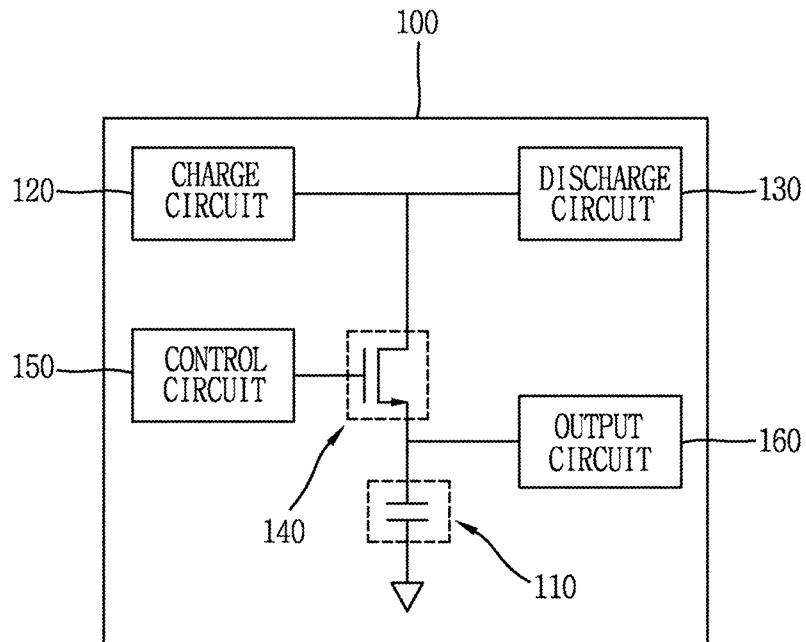 100
120
CHARGE
CIRCUIT
DISCHARGE
CIRCUIT
130
150
CONTROL
CIRCUIT
140
OUTPUT
CIRCUIT
160
110